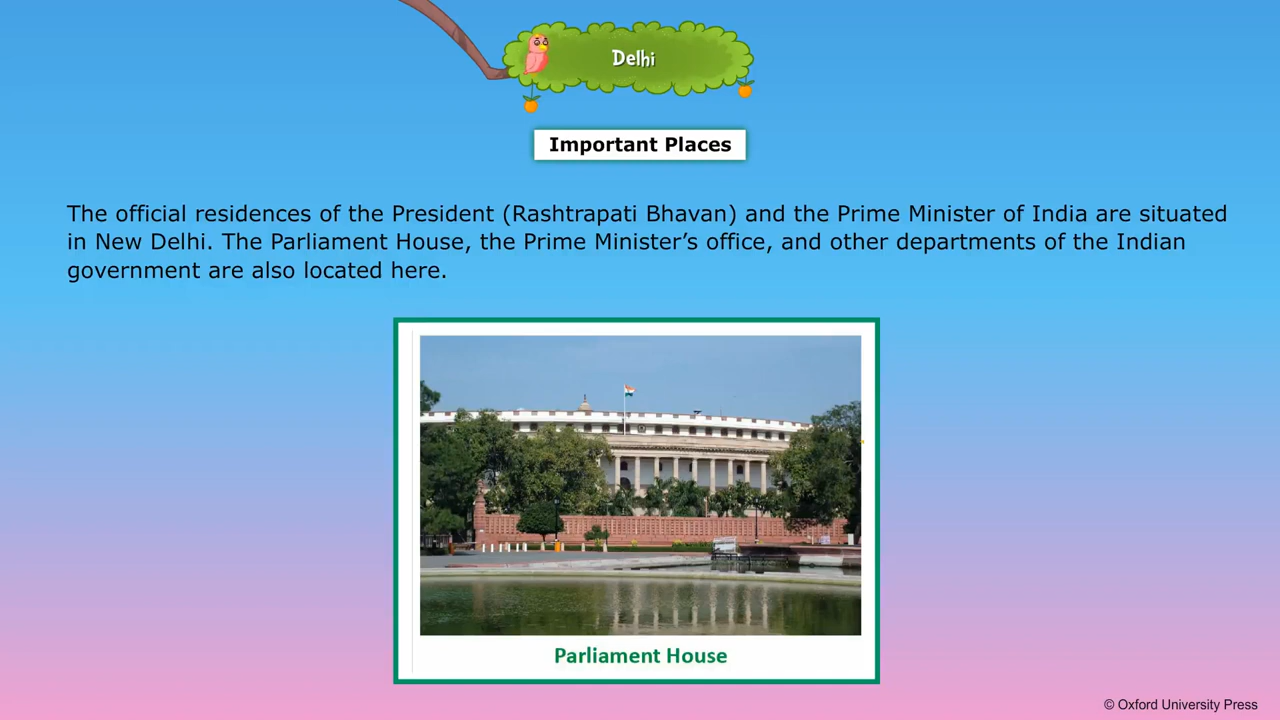 Delhi
Important Places
The official residences of the President (Rashtrapati Bhavan) and the Prime Minister of India are situated
in New Delhi. The Parliament House, the Prime Minister’s office, and other departments of the Indian
government are also located here.
Parliament House
© Oxford University Press